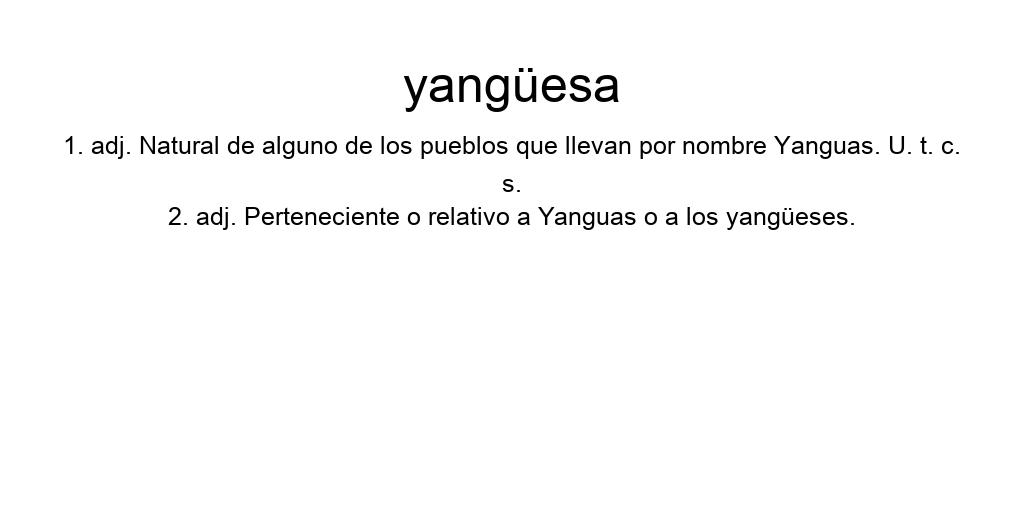 yangüesa
1. adj. Natural de alguno de los pueblos que llevan por nombre Yanguas. U. t. c.
s.
2. adj. Perteneciente o relativo a Yanguas o a los yangüeses.